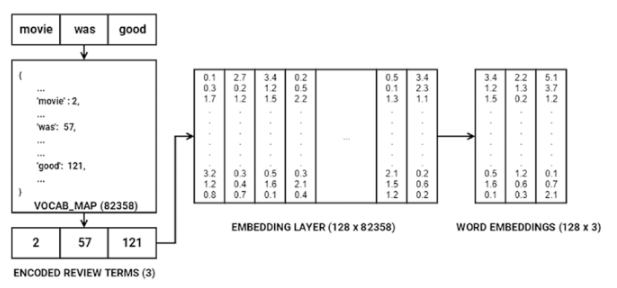 movie was good
{
...
'movie' : 2,
...
'was': 57,
...
...
'good': 121,
...
}
VOCAB_MAP (82358)
2 57 121
ENCODED REVIEW TERMS (3)
0.1 2.7 3.4 0.2 0.5 3.4
0.3 0.2 1.2 0.5 0.1 2.3
1.7 1.2 1.5 2.2 1.3 1.1
. . . . . .
. . . . . .
. . . . ... . .
. . . . . .
3.2 0.3 0.5 0.3 2.1 0.2
1.2 0.4 1.6 2.1 1.5 0.6
0.8 0.7 0.1 0.4 1.2 0.2
EMBEDDING LAYER (128 x 82358)
3.4 2.2 5.1
1.2 1.3 3.7
1.5 0.2 1.2
. . .
. . .
. . .
. . .
0.5 1.2 0.1
1.6 0.6 0.7
0.1 0.3 2.1
WORD EMBEDDINGS (128 x 3)